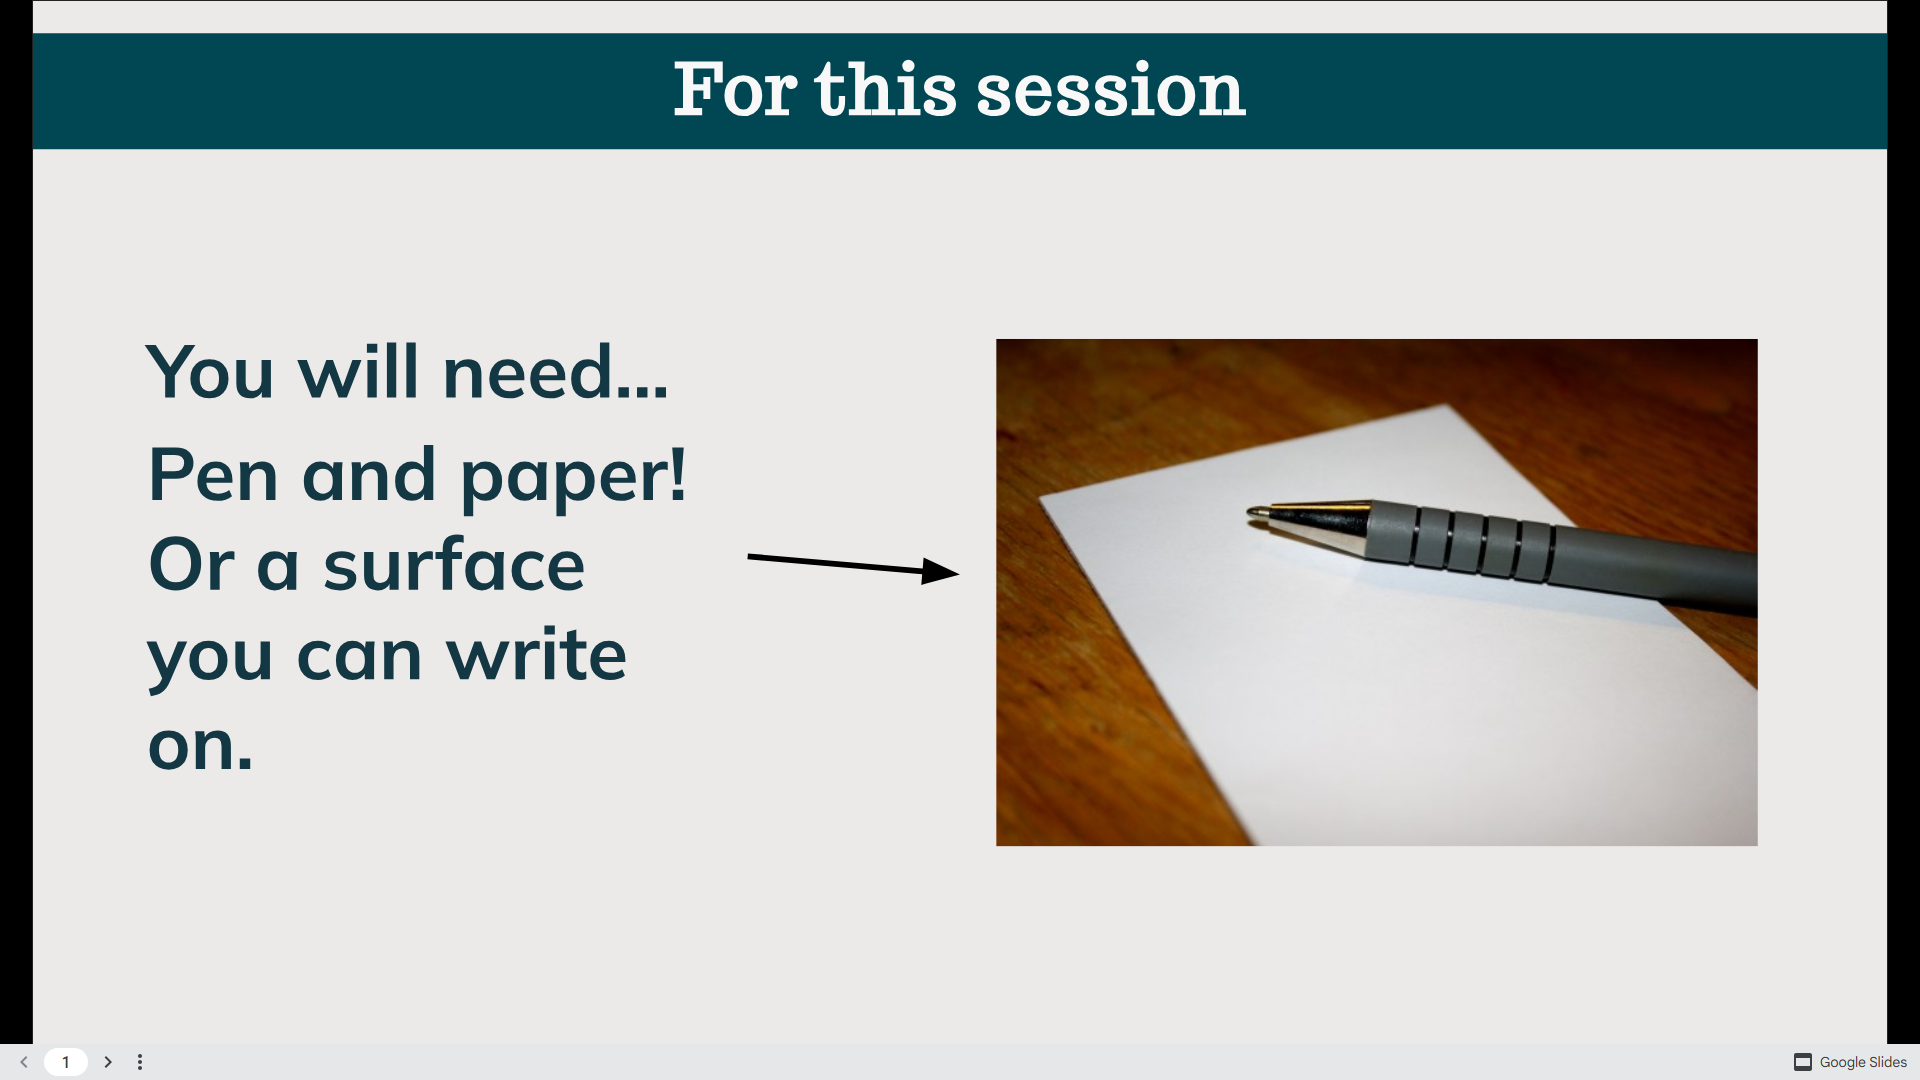 For this session
You will need...
Pen and paper!
Or a surface
you can write
on.
1
Google Slides